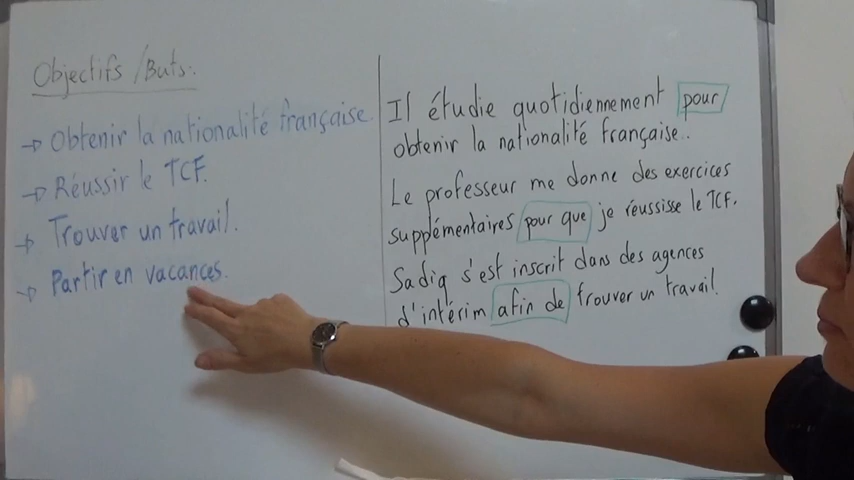 Objectifs / Buts:
→ Obtenir la nationalité française.
→ Réussir le TCF.
→ Trouver un travail.
→ Partir en vacances.
Il étudie quotidiennement pour
obtenir la nationalité française.
Le professeur me donne des exercices
supplémentaires pour que je réussisse le TCF.
Sadiq s'est inscrit dans des agences
d'intérim afin de trouver un travail.